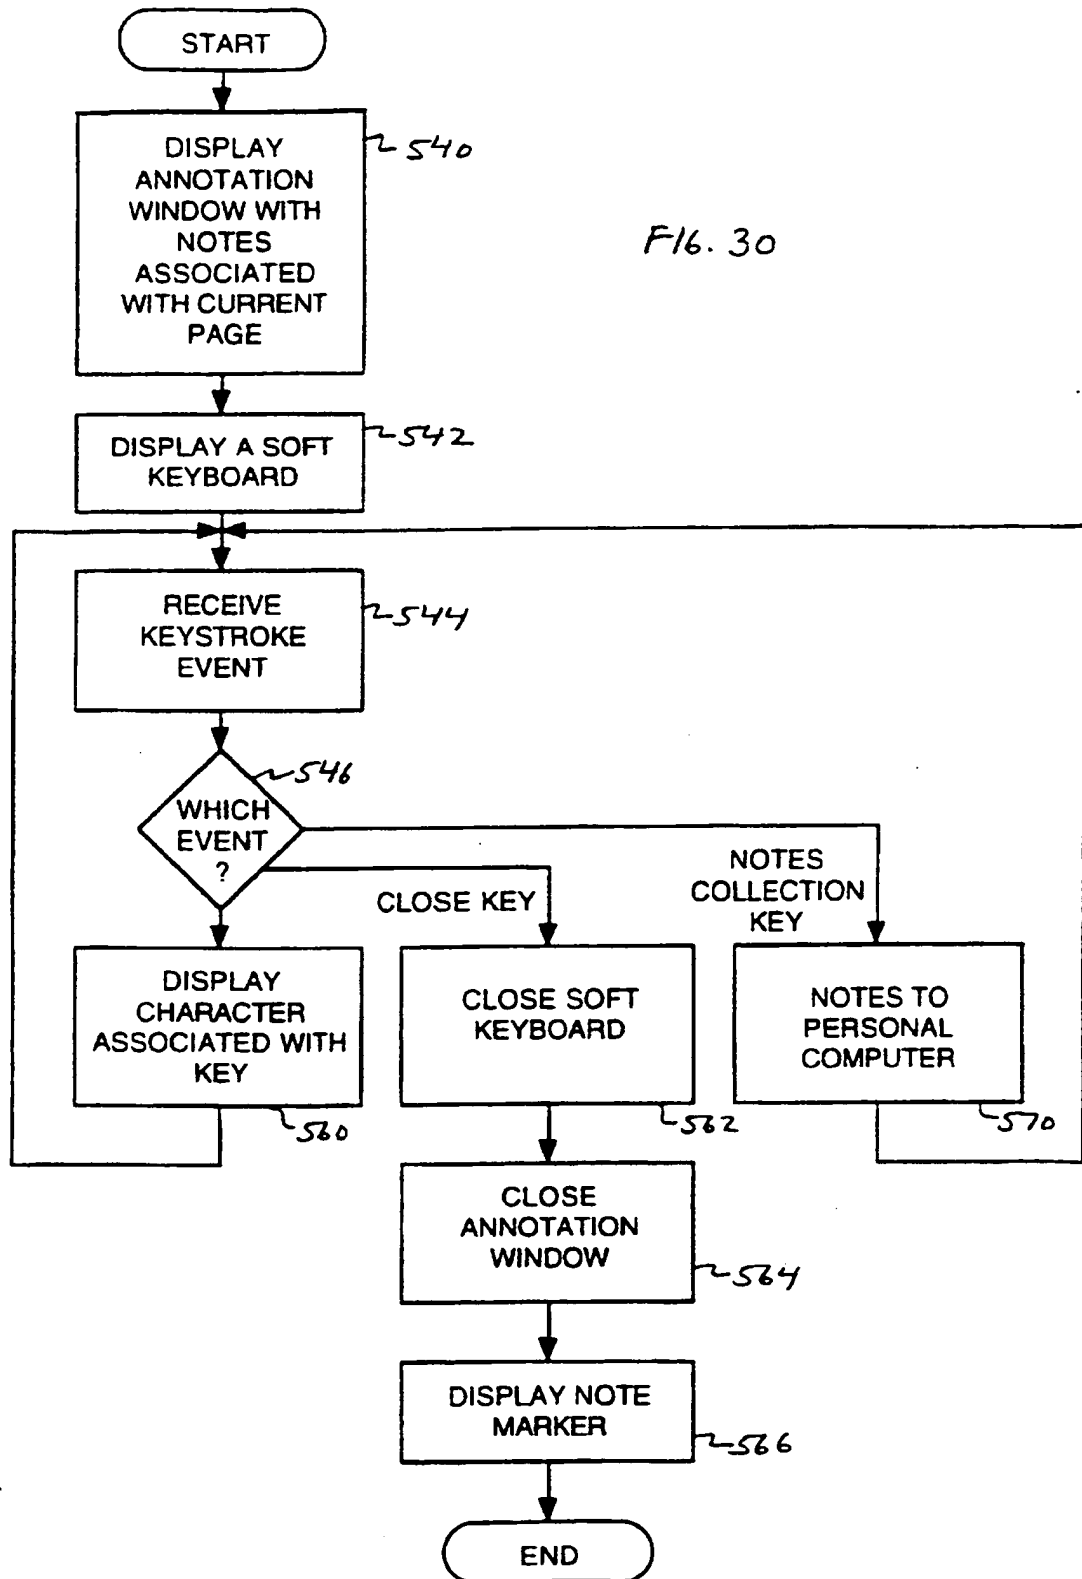 START
DISPLAY
ANNOTATION
WINDOW WITH
NOTES
ASSOCIATED
WITH CURRENT
PAGE
540
FIG. 30
DISPLAY A SOFT
KEYBOARD
542
RECEIVE
KEYSTROKE
EVENT
544
WHICH
EVENT
?
546
CLOSE KEY
NOTES
COLLECTION
KEY
DISPLAY
CHARACTER
ASSOCIATED WITH
KEY
560
CLOSE SOFT
KEYBOARD
562
NOTES TO
PERSONAL
COMPUTER
570
CLOSE
ANNOTATION
WINDOW
564
DISPLAY NOTE
MARKER
566
END